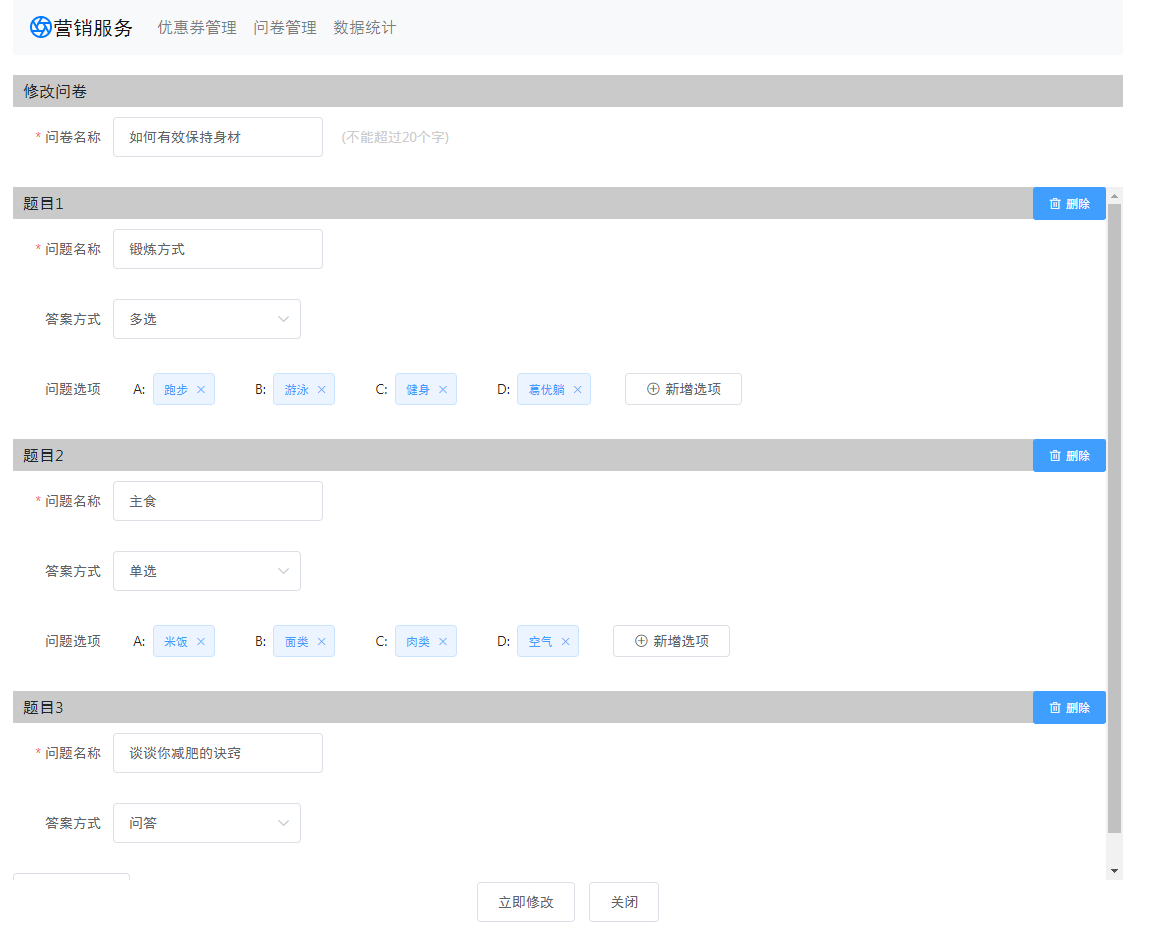 营销服务 优惠券管理 问卷管理 数据统计
修改问卷
* 问卷名称 如何有效保持身材 (不能超过20个字)
题目1 删除
* 问题名称 锻炼方式
答案方式 多选
问题选项 A: 跑步 × B: 游泳 × C: 健身 × D: 葛优躺 × 新增选项
题目2 删除
* 问题名称 主食
答案方式 单选
问题选项 A: 米饭 × B: 面类 × C: 肉类 × D: 空气 × 新增选项
题目3 删除
* 问题名称 谈谈你减肥的诀窍
答案方式 问答
立即修改 关闭